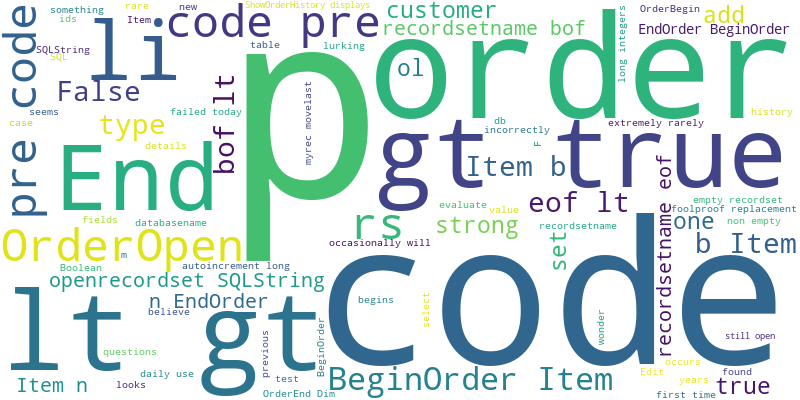 something
ids
rare
Item
new
ShowOrderHistory displays
customer
long integers
OrderBegin
add
code pre
li
SQLString
SQL
table
lurking
recordsetname bof
EndOrder BeginOrder
pre code
False
ol
order
seems
case
type
failed today
bof lt
p
myrec movelast
db
incorrectly
F
extremely rarely
history
details
End
gt
true
Item b
empty recordset
foolproof replacement
non empty
fields
databasename
rs
strong
evaluate
value
eof lt
recordsetname
one
recordsetname eof
OrderOpen
m
occasionally will
set
b Item
Boolean
autoincrement long
openrecordset SQLString
n EndOrder
believe
begins
code
lt
gt
select
wonder
still open
questions
previous
BeginOrder
looks
daily use
test
Item n
OrderEnd Dim
BeginOrder Item
occurs
Edit
found
years
true
first time